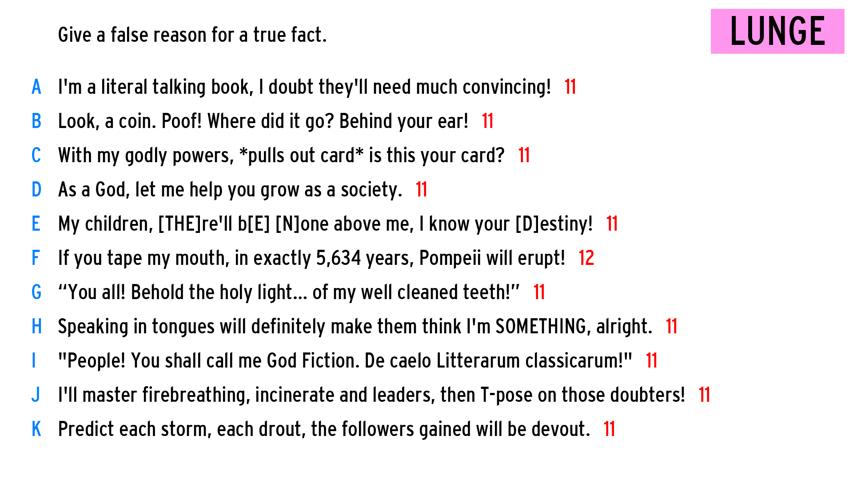 Give a false reason for a true fact.
LUNGE
A I'm a literal talking book, I doubt they'll need much convincing! 11
B Look, a coin. Poof! Where did it go? Behind your ear! 11
C With my godly powers, *pulls out card* is this your card? 11
D As a God, let me help you grow as a society. 11
E My children, [THE]re'll b[E] [N]one above me, I know your [D]estiny! 11
F If you tape my mouth, in exactly 5,634 years, Pompeii will erupt! 12
G “You all! Behold the holy light... of my well cleaned teeth!” 11
H Speaking in tongues will definitely make them think I'm SOMETHING, alright. 11
I "People! You shall call me God Fiction. De caelo Litterarum classicarum!" 11
J I'll master firebreathing, incinerate and leaders, then T-pose on those doubters! 11
K Predict each storm, each drout, the followers gained will be devout. 11